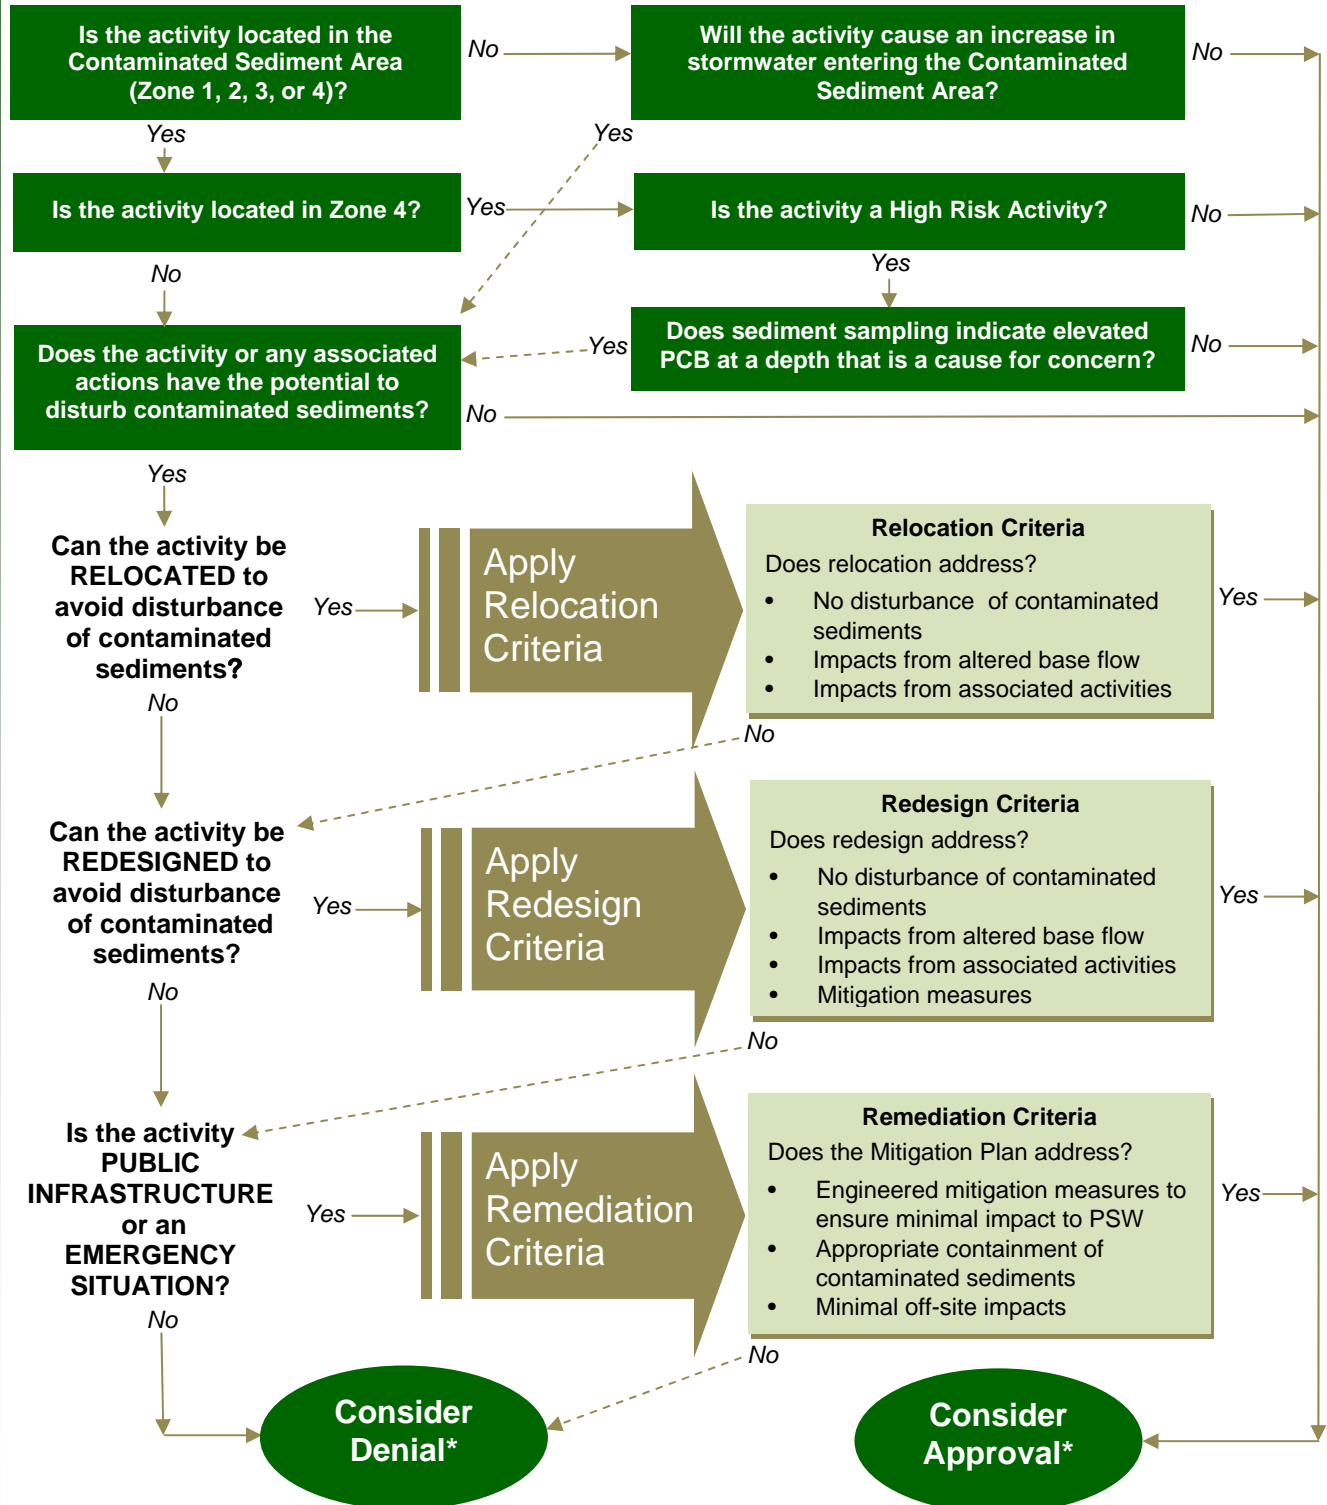 Is the activity located in the
Contaminated Sediment Area
(Zone 1, 2, 3, or 4)?
No
Will the activity cause an increase in
stormwater entering the Contaminated
Sediment Area?
No
Yes
Yes
Is the activity located in Zone 4?
Yes
Is the activity a High Risk Activity?
No
No
Yes
Does the activity or any associated
actions have the potential to
disturb contaminated sediments?
Yes
Does sediment sampling indicate elevated
PCB at a depth that is a cause for concern?
No
No
Yes
Can the activity be
RELOCATED to
avoid disturbance
of contaminated
sediments?
Yes
Apply
Relocation
Criteria
Relocation Criteria
Does relocation address?
• No disturbance of contaminated
sediments
• Impacts from altered base flow
• Impacts from associated activities
Yes
No
No
Can the activity be
REDESIGNED to
avoid disturbance
of contaminated
sediments?
Yes
Apply
Redesign
Criteria
Redesign Criteria
Does redesign address?
• No disturbance of contaminated
sediments
• Impacts from altered base flow
• Impacts from associated activities
• Mitigation measures
Yes
No
No
Is the activity
PUBLIC
INFRASTRUCTURE
or an
EMERGENCY
SITUATION?
Yes
Apply
Remediation
Criteria
Remediation Criteria
Does the Mitigation Plan address?
• Engineered mitigation measures to
ensure minimal impact to PSW
• Appropriate containment of
contaminated sediments
• Minimal off-site impacts
Yes
No
No
Consider
Denial*
Consider
Approval*